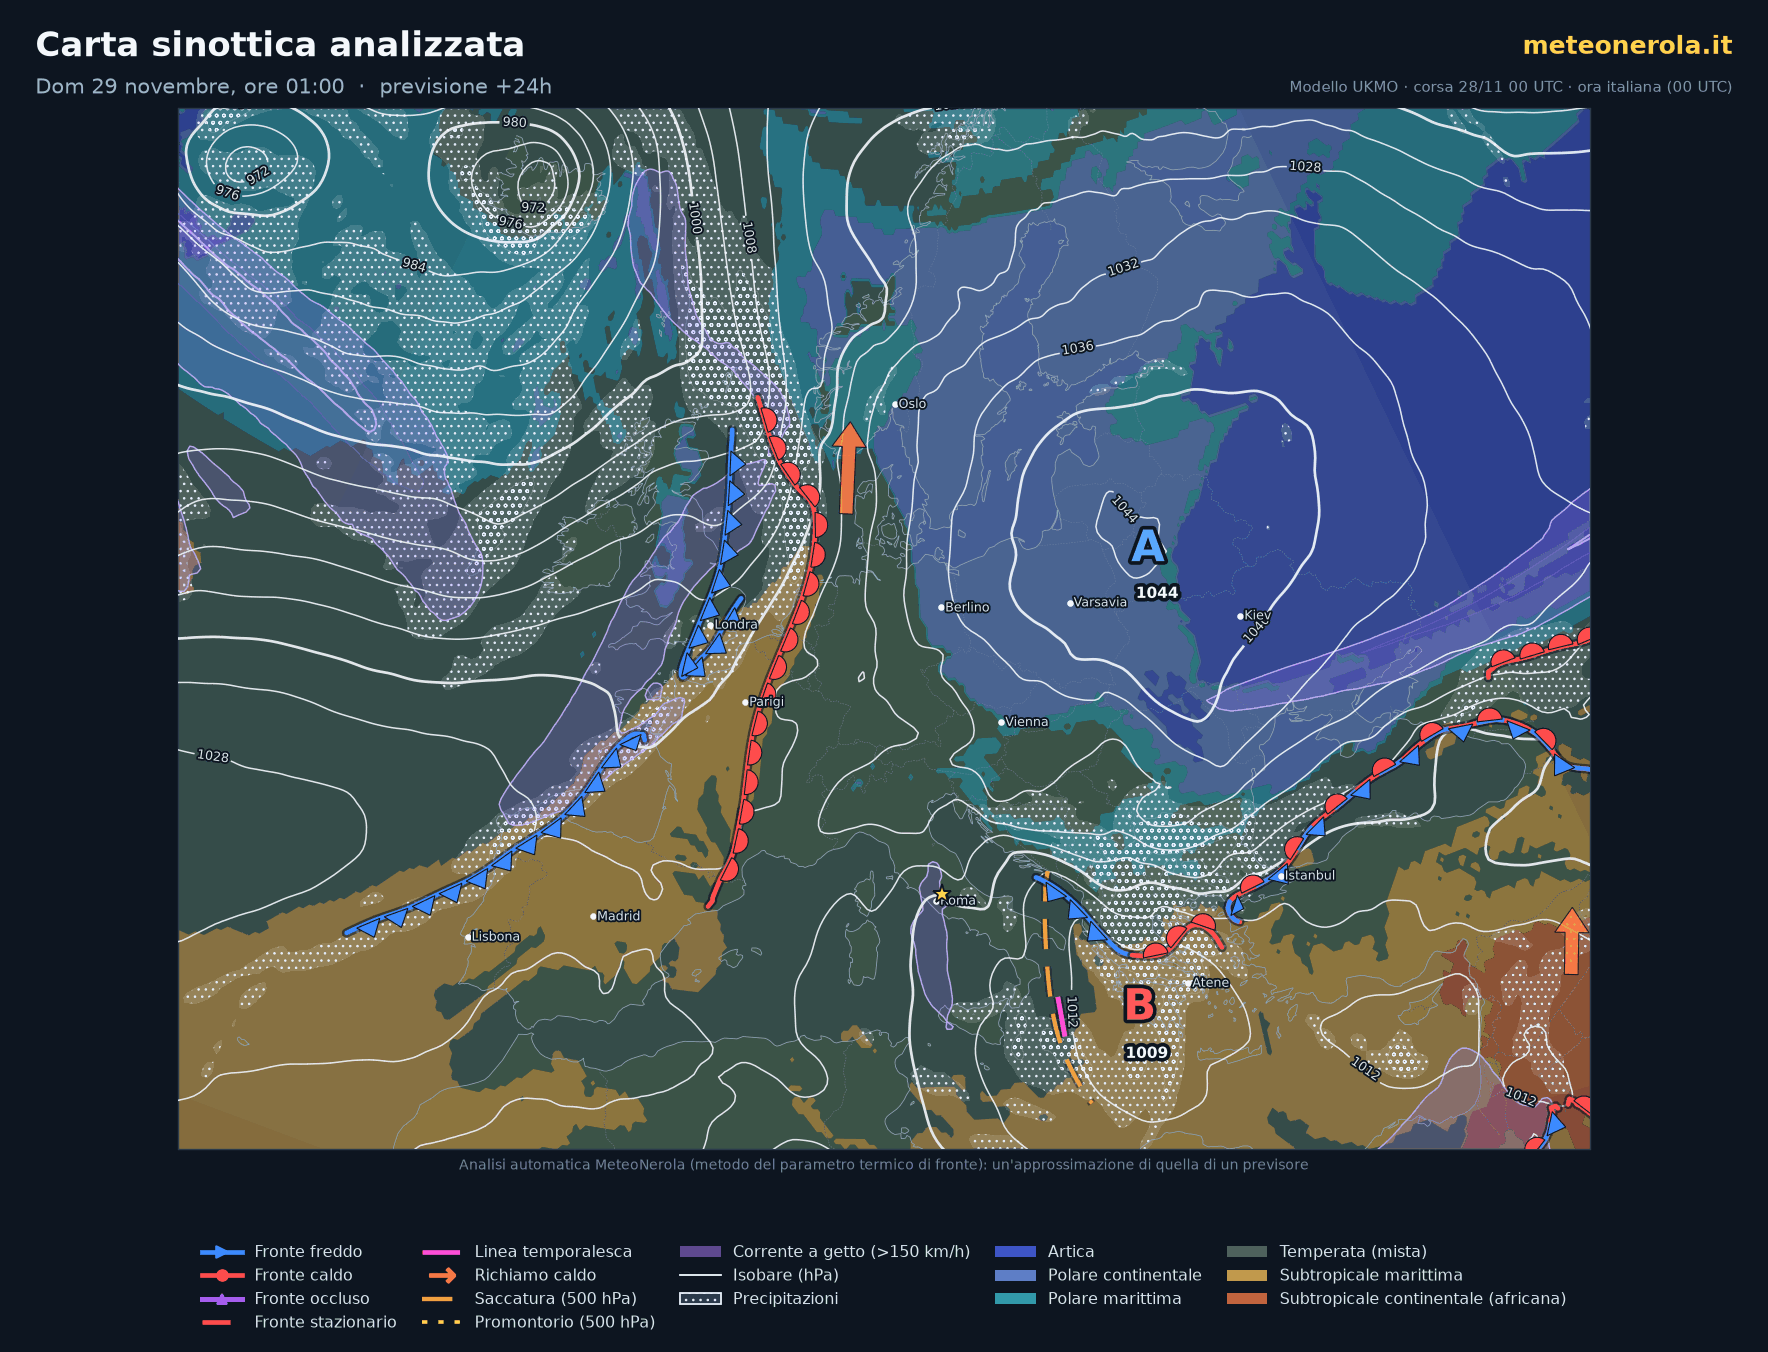 Carta sinottica analizzata
meteonerola.it
Dom 29 novembre, ore 01:00 · previsione +24h
Modello UKMO · corsa 28/11 00 UTC · ora italiana (00 UTC)
980
972
976
972
976
1000
1008
984
1028
1032
1036
Oslo
1044
A
1044
Berlino
Varsavia
Kiev
1040
Londra
Parigi
Vienna
1028
Istanbul
Roma
Madrid
Lisbona
Atene
1012
B
1009
1012
1012
Analisi automatica MeteoNerola (metodo del parametro termico di fronte): un'approssimazione di quella di un previsore
Fronte freddo
Fronte caldo
Fronte occluso
Fronte stazionario
Linea temporalesca
Richiamo caldo
Saccatura (500 hPa)
Promontorio (500 hPa)
Corrente a getto (>150 km/h)
Isobare (hPa)
Precipitazioni
Artica
Polare continentale
Polare marittima
Temperata (mista)
Subtropicale marittima
Subtropicale continentale (africana)